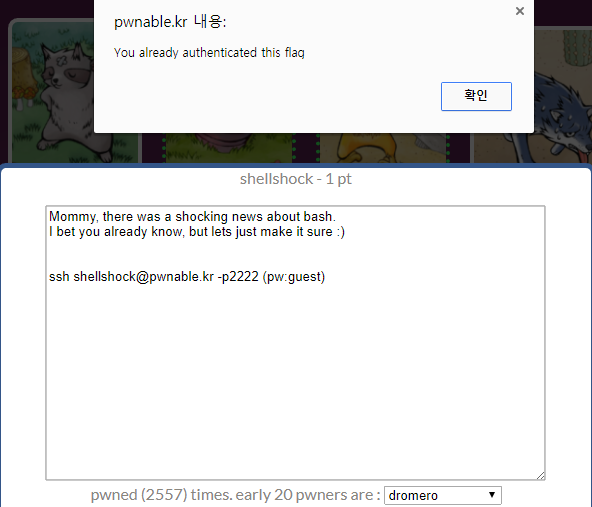 pwnable.kr 내용:
You already authenticated this flag
확인
shellshock - 1 pt
Mommy, there was a shocking news about bash.
I bet you already know, but lets just make it sure :)
ssh shellshock@pwnable.kr -p2222 (pw:guest)
pwned (2557) times. early 20 pwners are : dromero